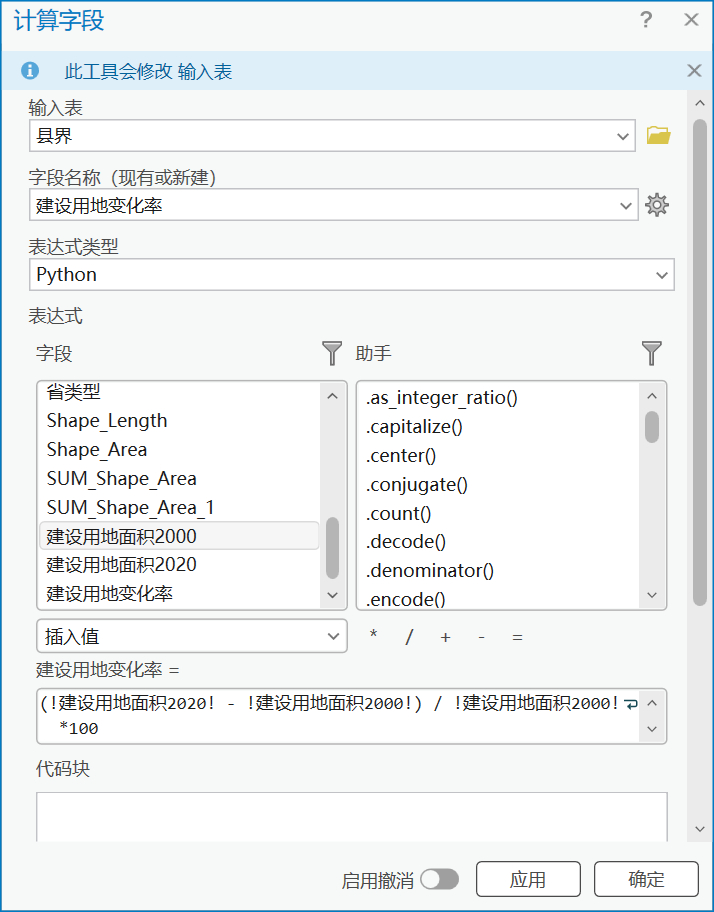 计算字段
?
此工具会修改 输入表
输入表
县界
字段名称（现有或新建）
建设用地变化率
表达式类型
Python
表达式
字段
助手
省类型
Shape_Length
Shape_Area
SUM_Shape_Area
SUM_Shape_Area_1
建设用地面积2000
建设用地面积2020
建设用地变化率
.as_integer_ratio()
.capitalize()
.center()
.conjugate()
.count()
.decode()
.denominator()
.encode()
插入值
* / + - =
建设用地变化率 =
(!建设用地面积2020! - !建设用地面积2000!) / !建设用地面积2000!
*100
代码块
启用撤消
应用
确定